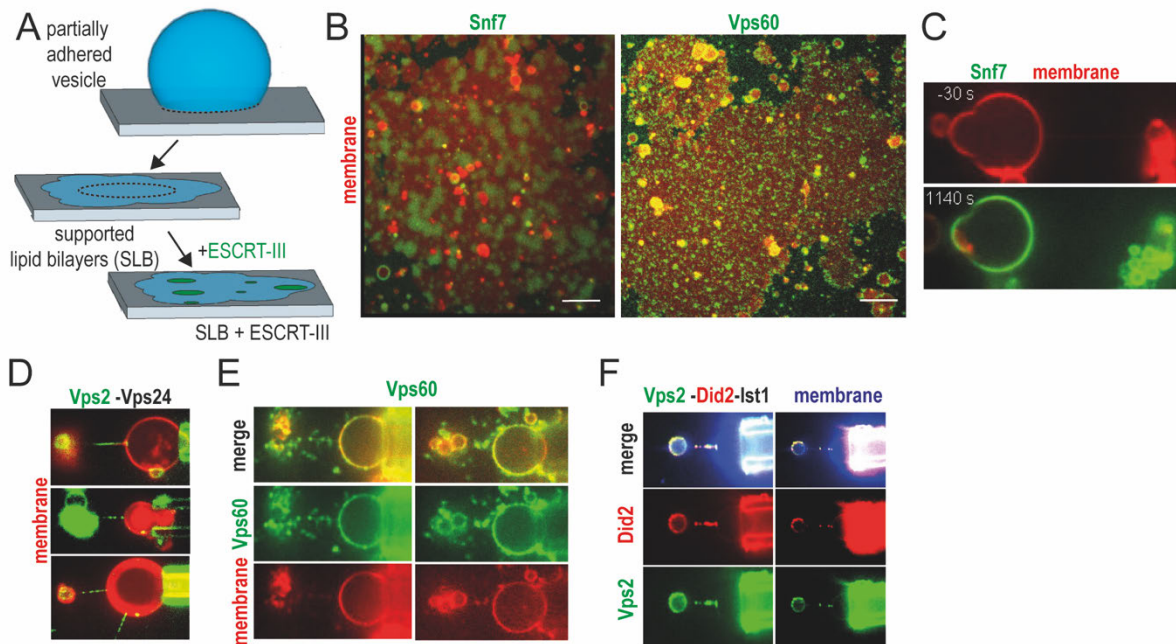 A
partially
adhered
vesicle
supported
lipid bilayers (SLB)
+ESCRT-III
SLB + ESCRT-III
B
Snf7
Vps60
membrane
C
Snf7 membrane
-30 s
1140 s
D
Vps2 -Vps24
membrane
E
Vps60
merge
Vps60
membrane
F
Vps2 -Did2-Ist1
membrane
merge
Did2
Vps2